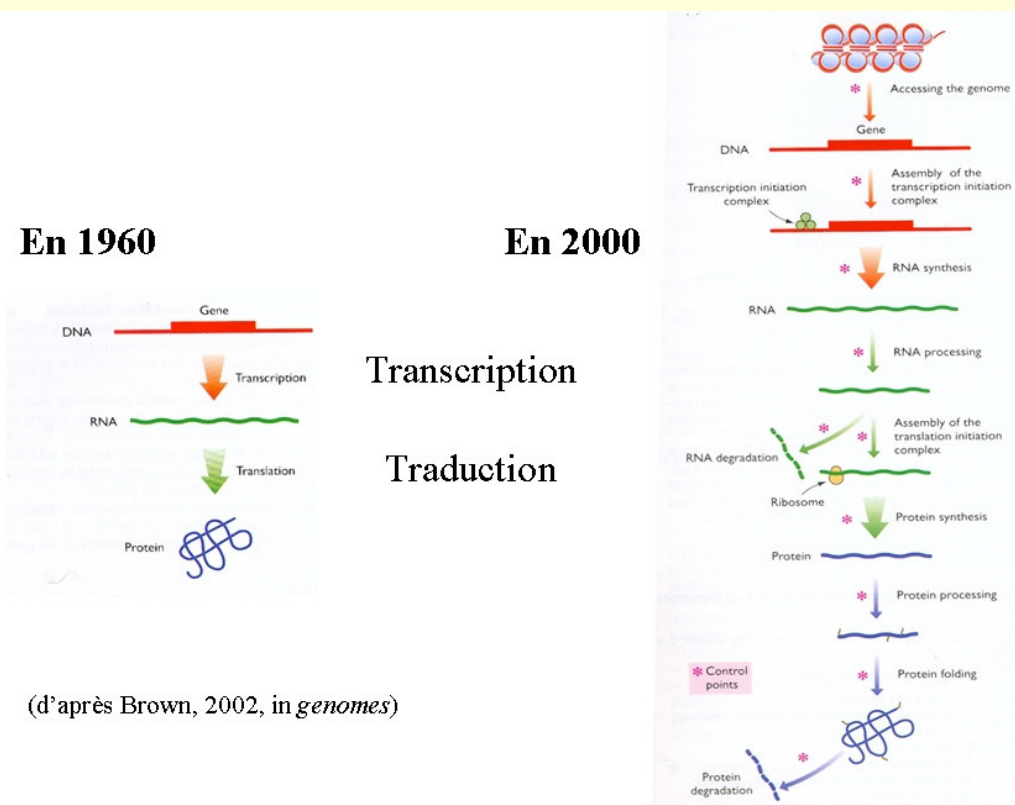 En 1960
DNA
Gene
Transcription
RNA
Translation
Protein
Transcription
Traduction
(d'après Brown, 2002, in genomes)
En 2000
* Accessing the genome
Gene
DNA
* Assembly of the
transcription initiation
complex
Transcription initiation
complex
* RNA synthesis
RNA
* RNA processing
* * Assembly of the
translation initiation
complex
RNA degradation
Ribosome
* Protein synthesis
Protein
* Protein processing
* Control
points
* Protein folding
*
Protein
degradation